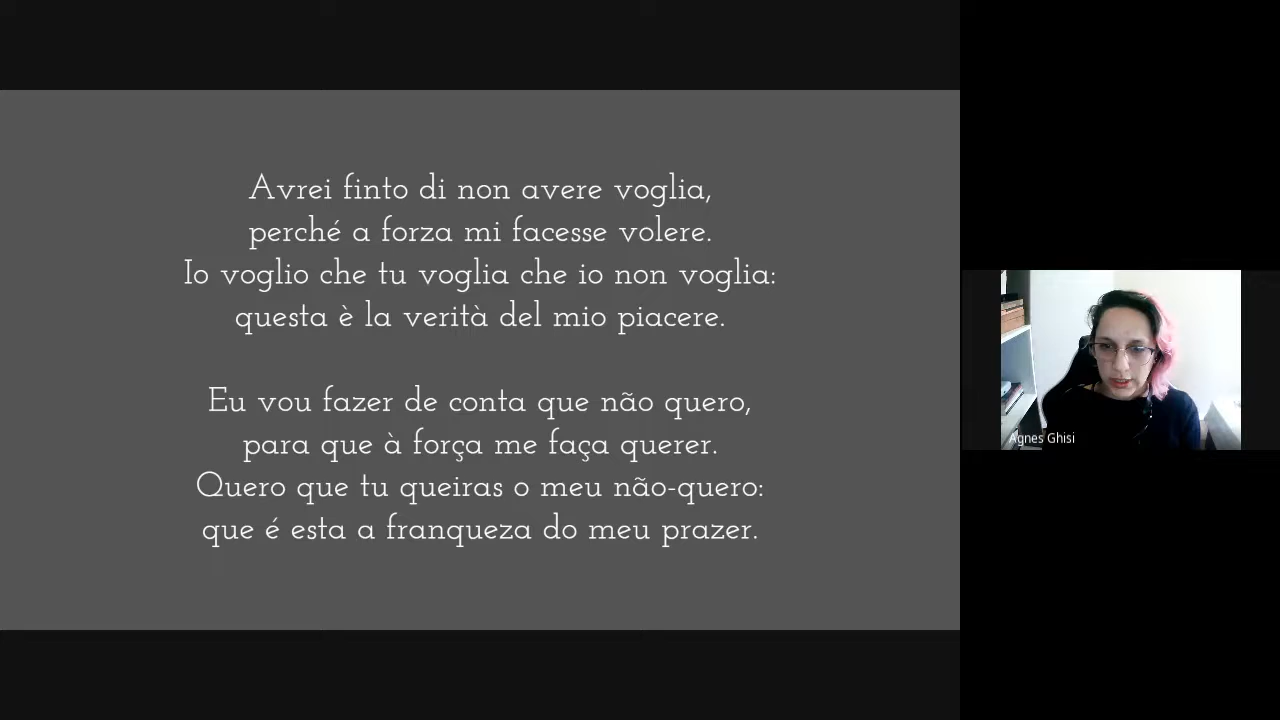 Avrei finto di non avere voglia,
perché a forza mi facesse volere.
Io voglio che tu voglia che io non voglia:
questa è la verità del mio piacere.
Eu vou fazer de conta que não quero,
para que à força me faça querer.
Quero que tu queiras o meu não-quero:
que é esta a franqueza do meu prazer.
Agnes Ghisi